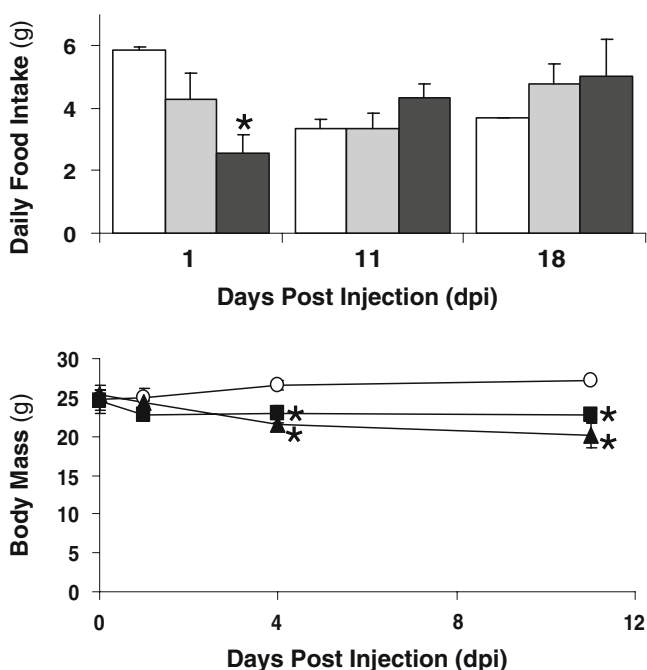 Daily Food Intake (g)
6
4
2
0
1 11 18
Days Post Injection (dpi)
Body Mass (g)
30
25
20
15
10
5
0
* *
* *
*
0 4 8 12
Days Post Injection (dpi)